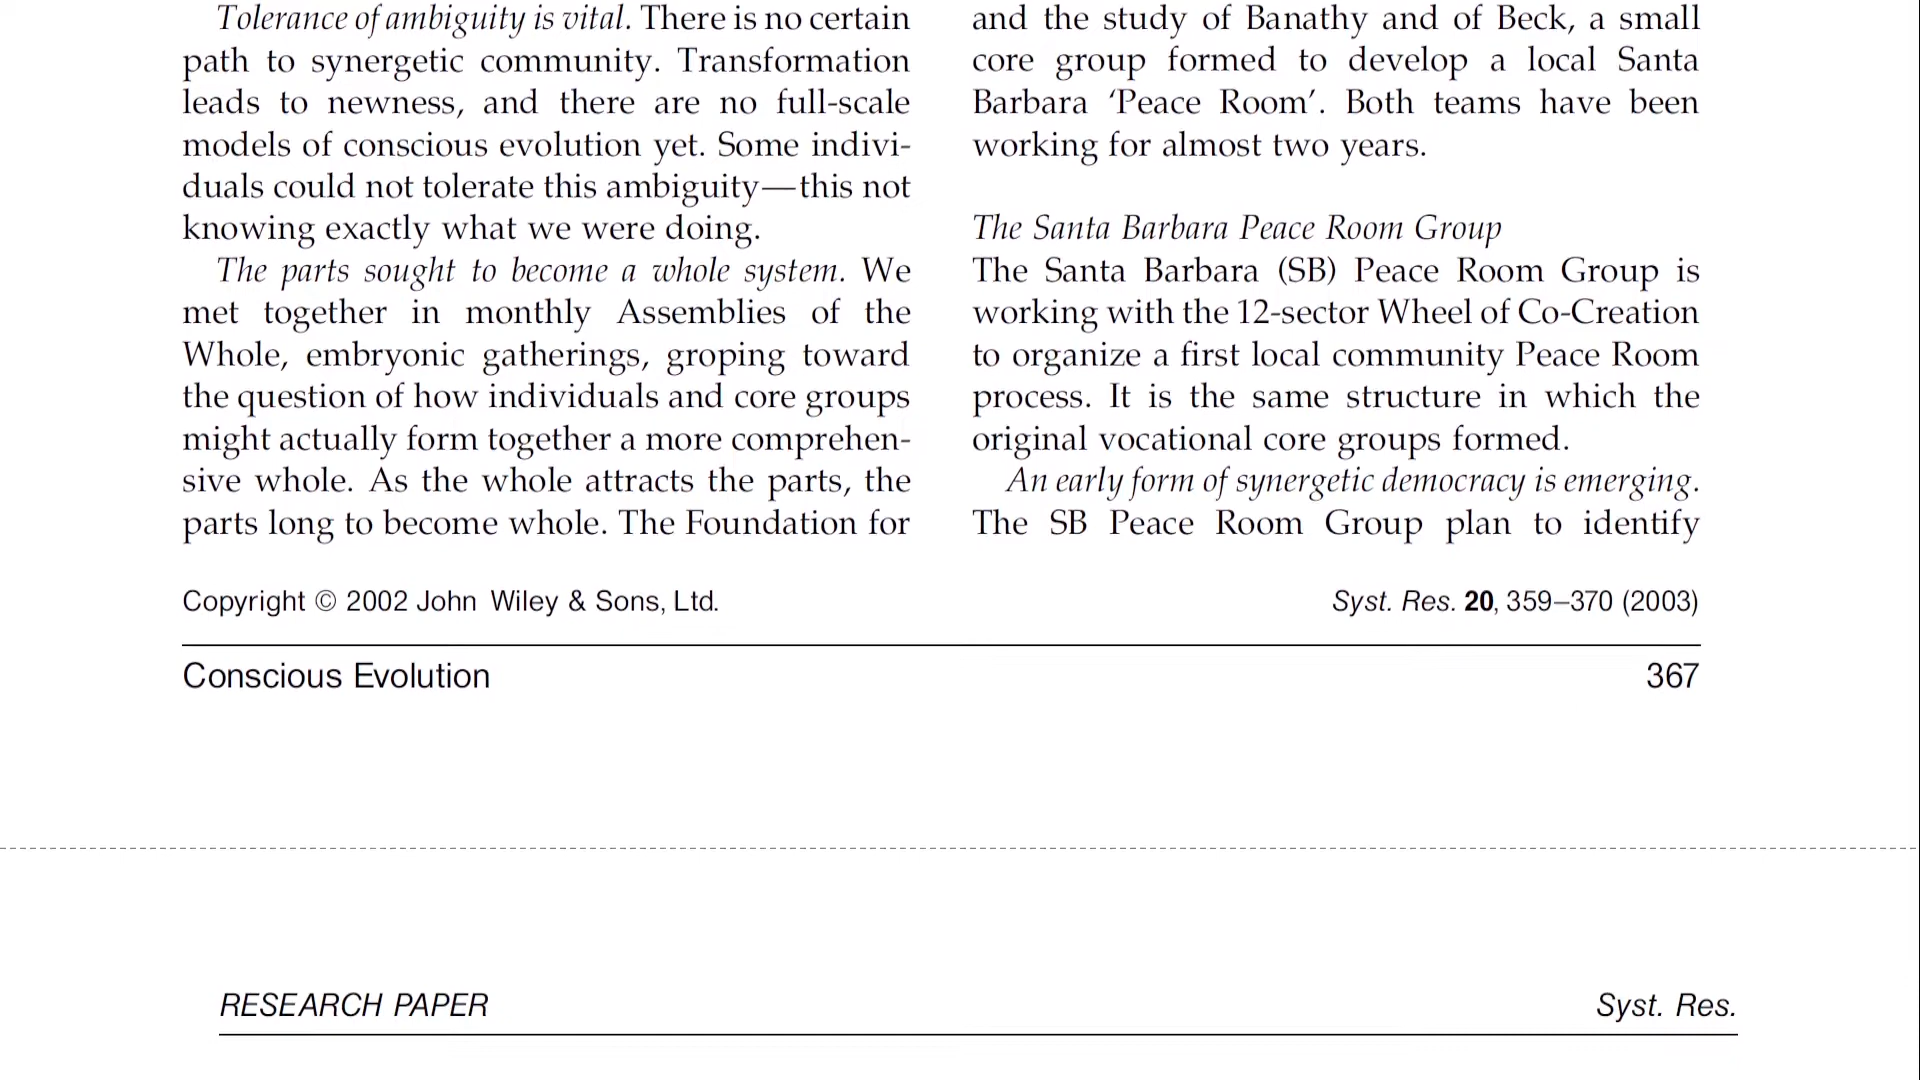 Tolerance of ambiguity is vital. There is no certain
path to synergetic community. Transformation
leads to newness, and there are no full-scale
models of conscious evolution yet. Some indivi-
duals could not tolerate this ambiguity—this not
knowing exactly what we were doing.
The parts sought to become a whole system. We
met together in monthly Assemblies of the
Whole, embryonic gatherings, groping toward
the question of how individuals and core groups
might actually form together a more comprehen-
sive whole. As the whole attracts the parts, the
parts long to become whole. The Foundation for
and the study of Banathy and of Beck, a small
core group formed to develop a local Santa
Barbara ‘Peace Room’. Both teams have been
working for almost two years.
The Santa Barbara Peace Room Group
The Santa Barbara (SB) Peace Room Group is
working with the 12-sector Wheel of Co-Creation
to organize a first local community Peace Room
process. It is the same structure in which the
original vocational core groups formed.
An early form of synergetic democracy is emerging.
The SB Peace Room Group plan to identify
Copyright © 2002 John Wiley & Sons, Ltd.
Syst. Res. 20, 359–370 (2003)
Conscious Evolution
367
RESEARCH PAPER
Syst. Res.